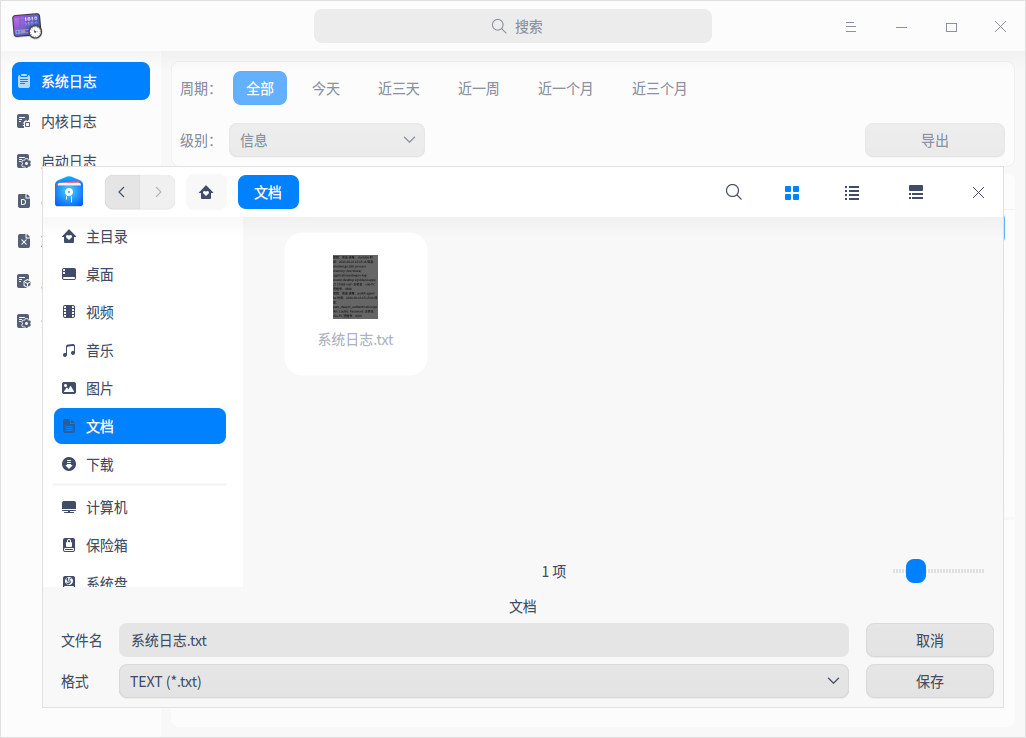 搜索
系统日志
内核日志
启动日志
周期：
全部
今天
近三天
近一周
近一个月
近三个月
级别：
信息
导出
文档
主目录
桌面
视频
音乐
图片
文档
下载
计算机
保险箱
系统盘
系统日志.txt
1 项
文档
文件名
系统日志.txt
取消
格式
TEXT (*.txt)
保存